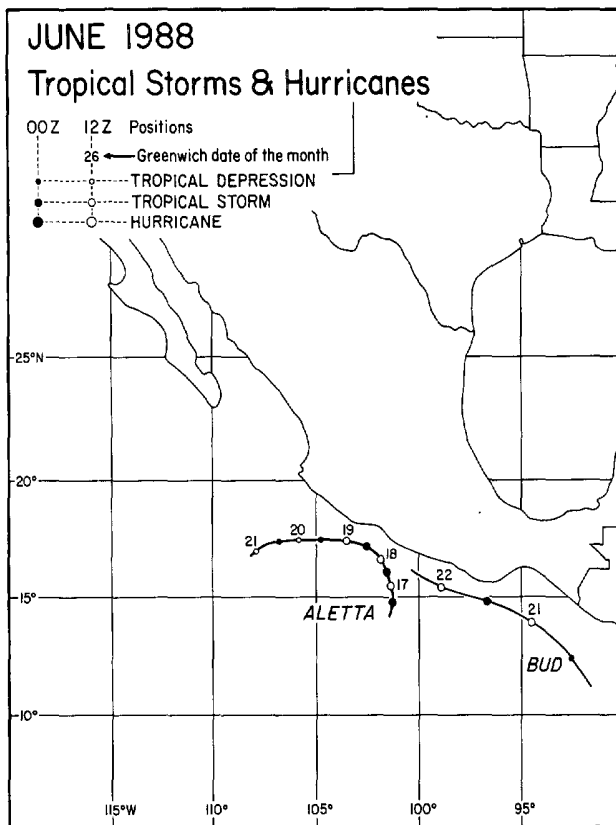 JUNE 1988
Tropical Storms & Hurricanes
00Z 12Z Positions
26 Greenwich date of the month
TROPICAL DEPRESSION
TROPICAL STORM
HURRICANE
25°N
20°
21 20 19
18
17
22
15°
ALETTA
21
BUD
10°
115°W 110° 105° 100° 95°